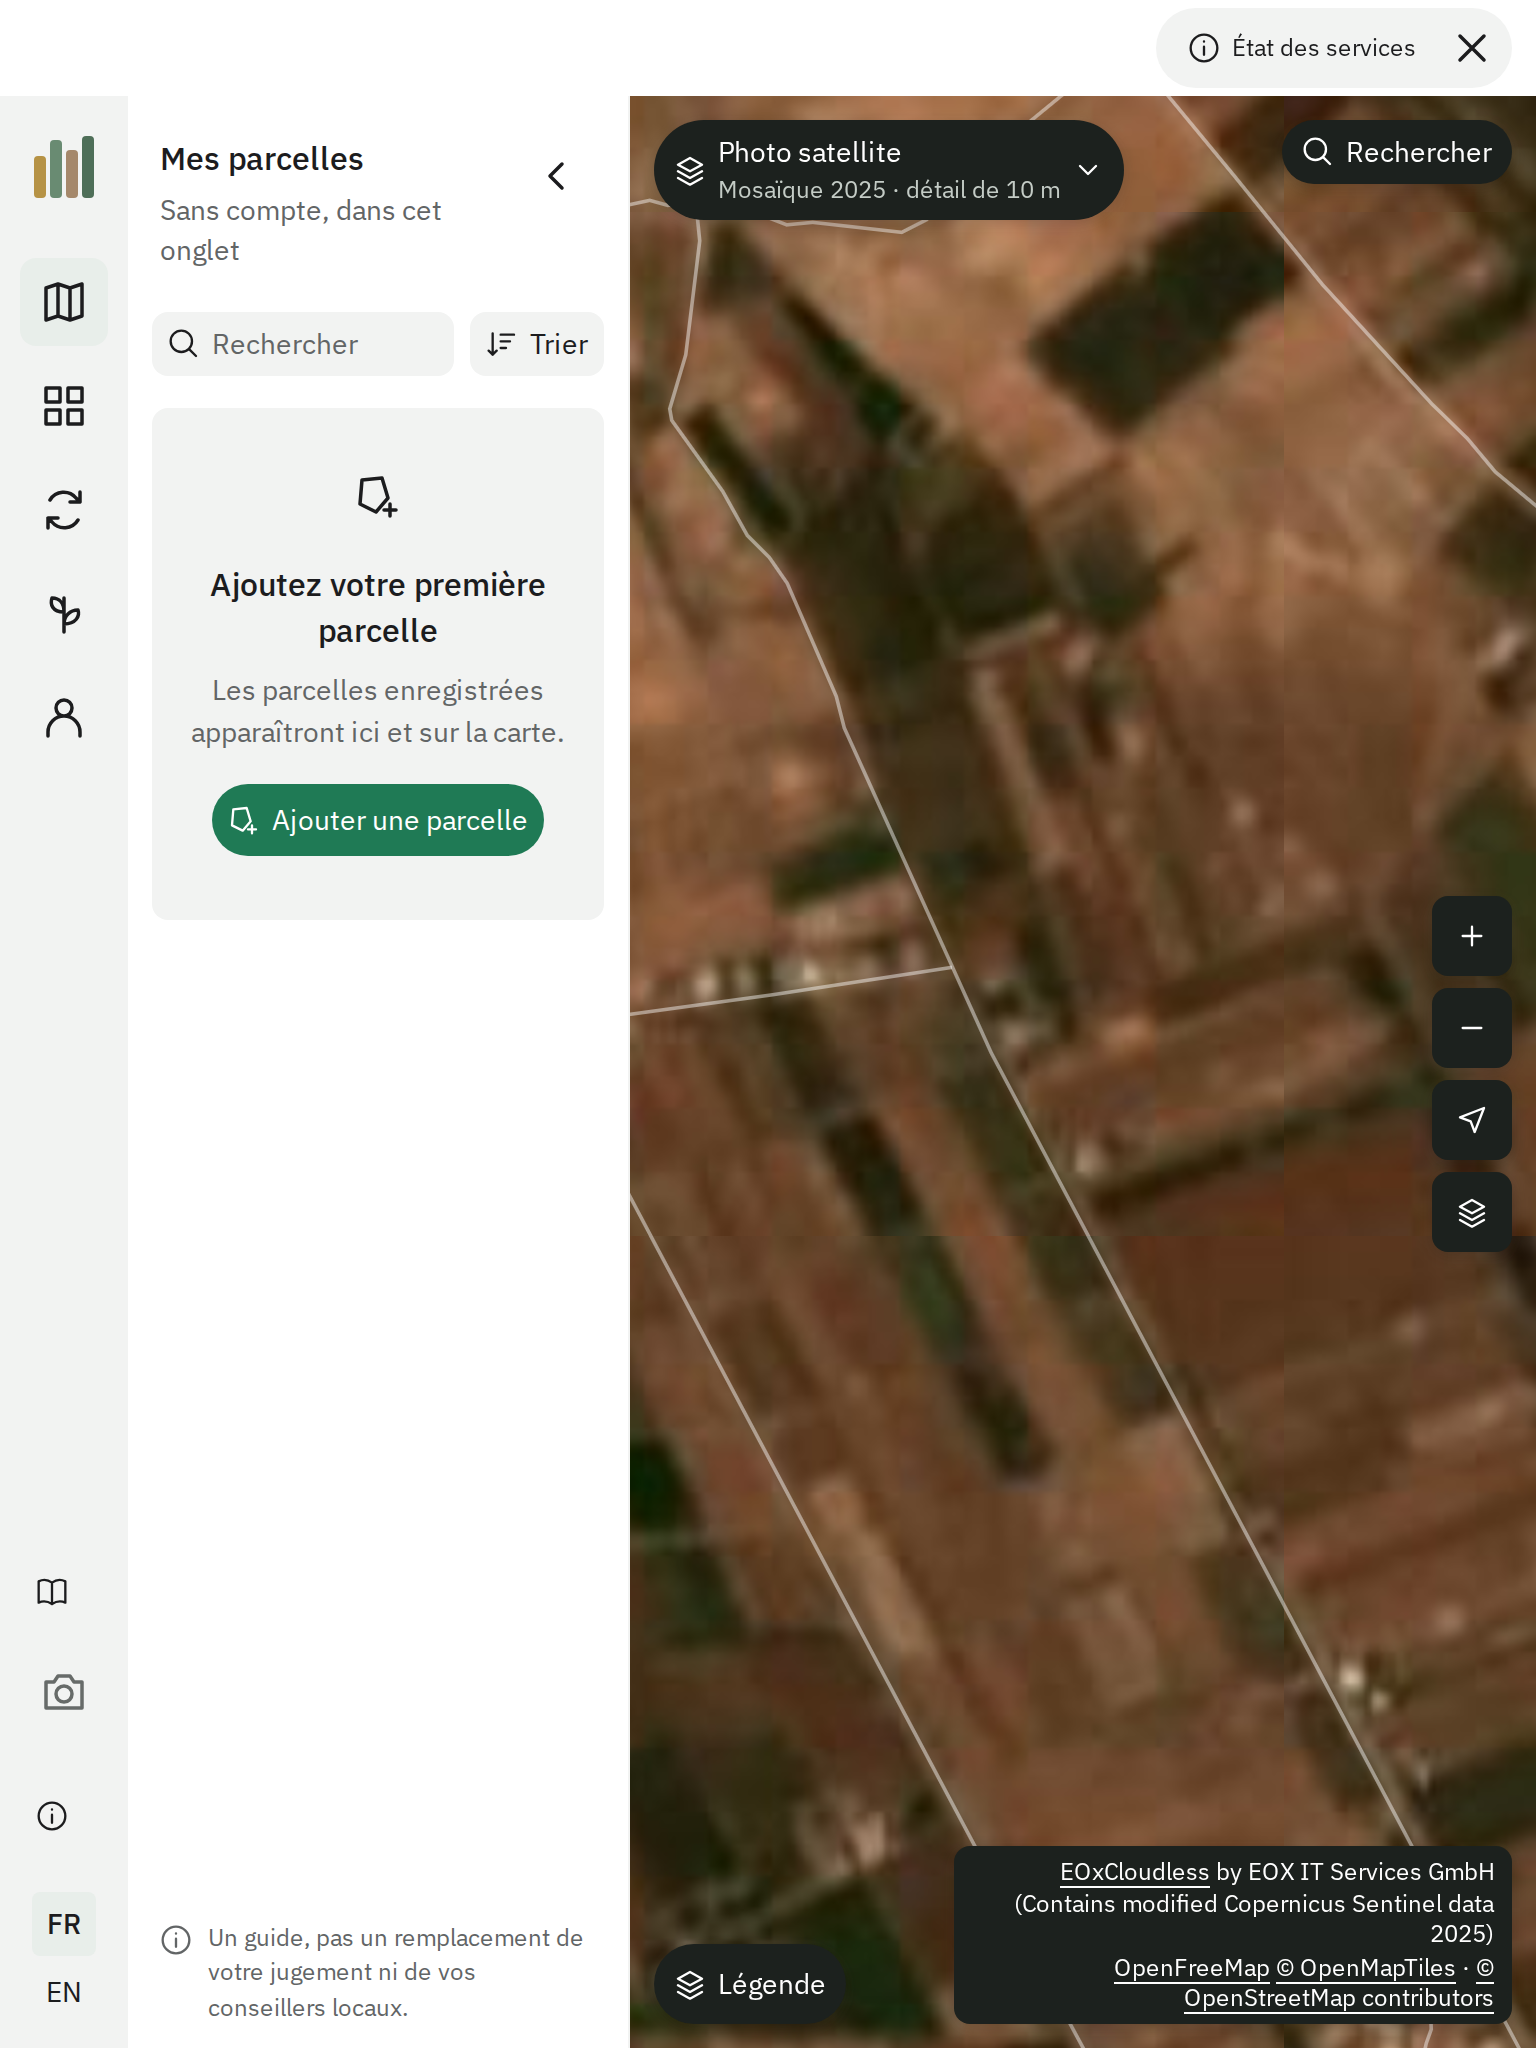 État des services
Mes parcelles
Sans compte, dans cet
onglet
Rechercher
Trier
Ajoutez votre première
parcelle
Les parcelles enregistrées
apparaîtront ici et sur la carte.
Ajouter une parcelle
Un guide, pas un remplacement de
votre jugement ni de vos
conseillers locaux.
FR
EN
Photo satellite
Mosaïque 2025 · détail de 10 m
Rechercher
Légende
EOxCloudless by EOX IT Services GmbH
(Contains modified Copernicus Sentinel data
2025)
OpenFreeMap © OpenMapTiles · ©
OpenStreetMap contributors